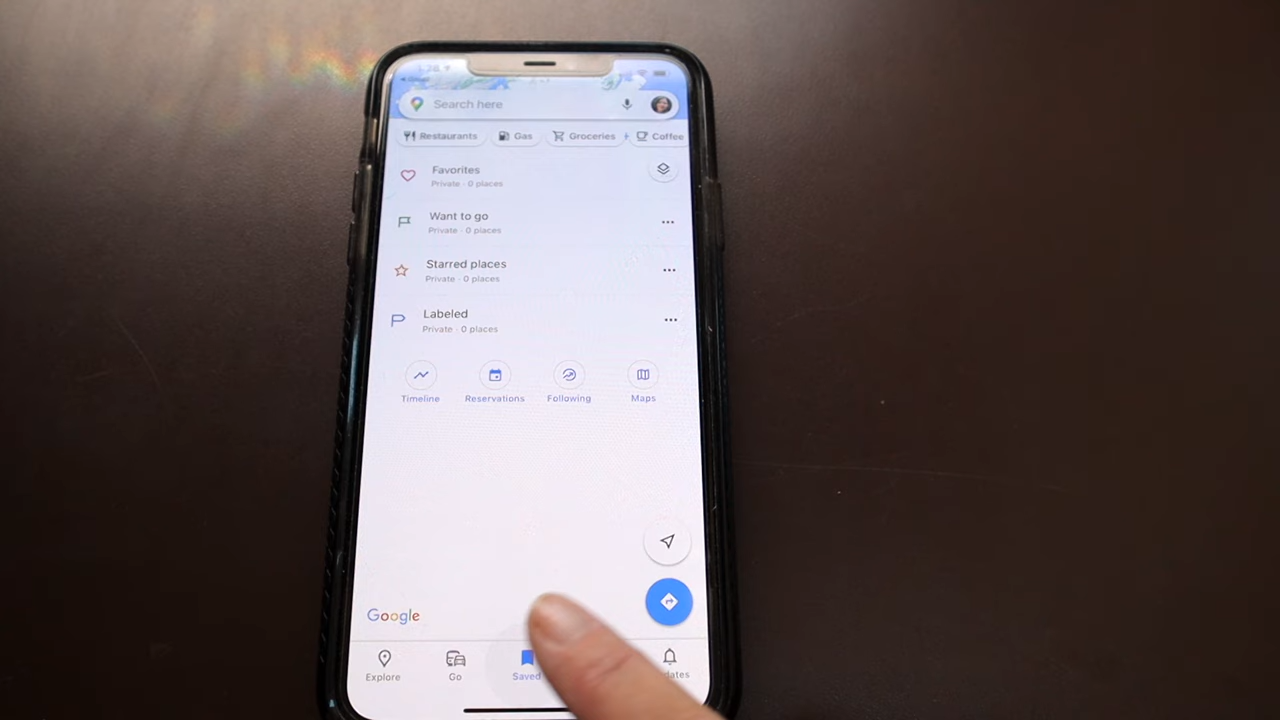 Search here
Restaurants Gas Groceries Coffee
Favorites
Private · 0 places
Want to go
Private · 0 places
Starred places
Private · 0 places
Labeled
Private · 0 places
Timeline Reservations Following Maps
Google
Explore Go Saved